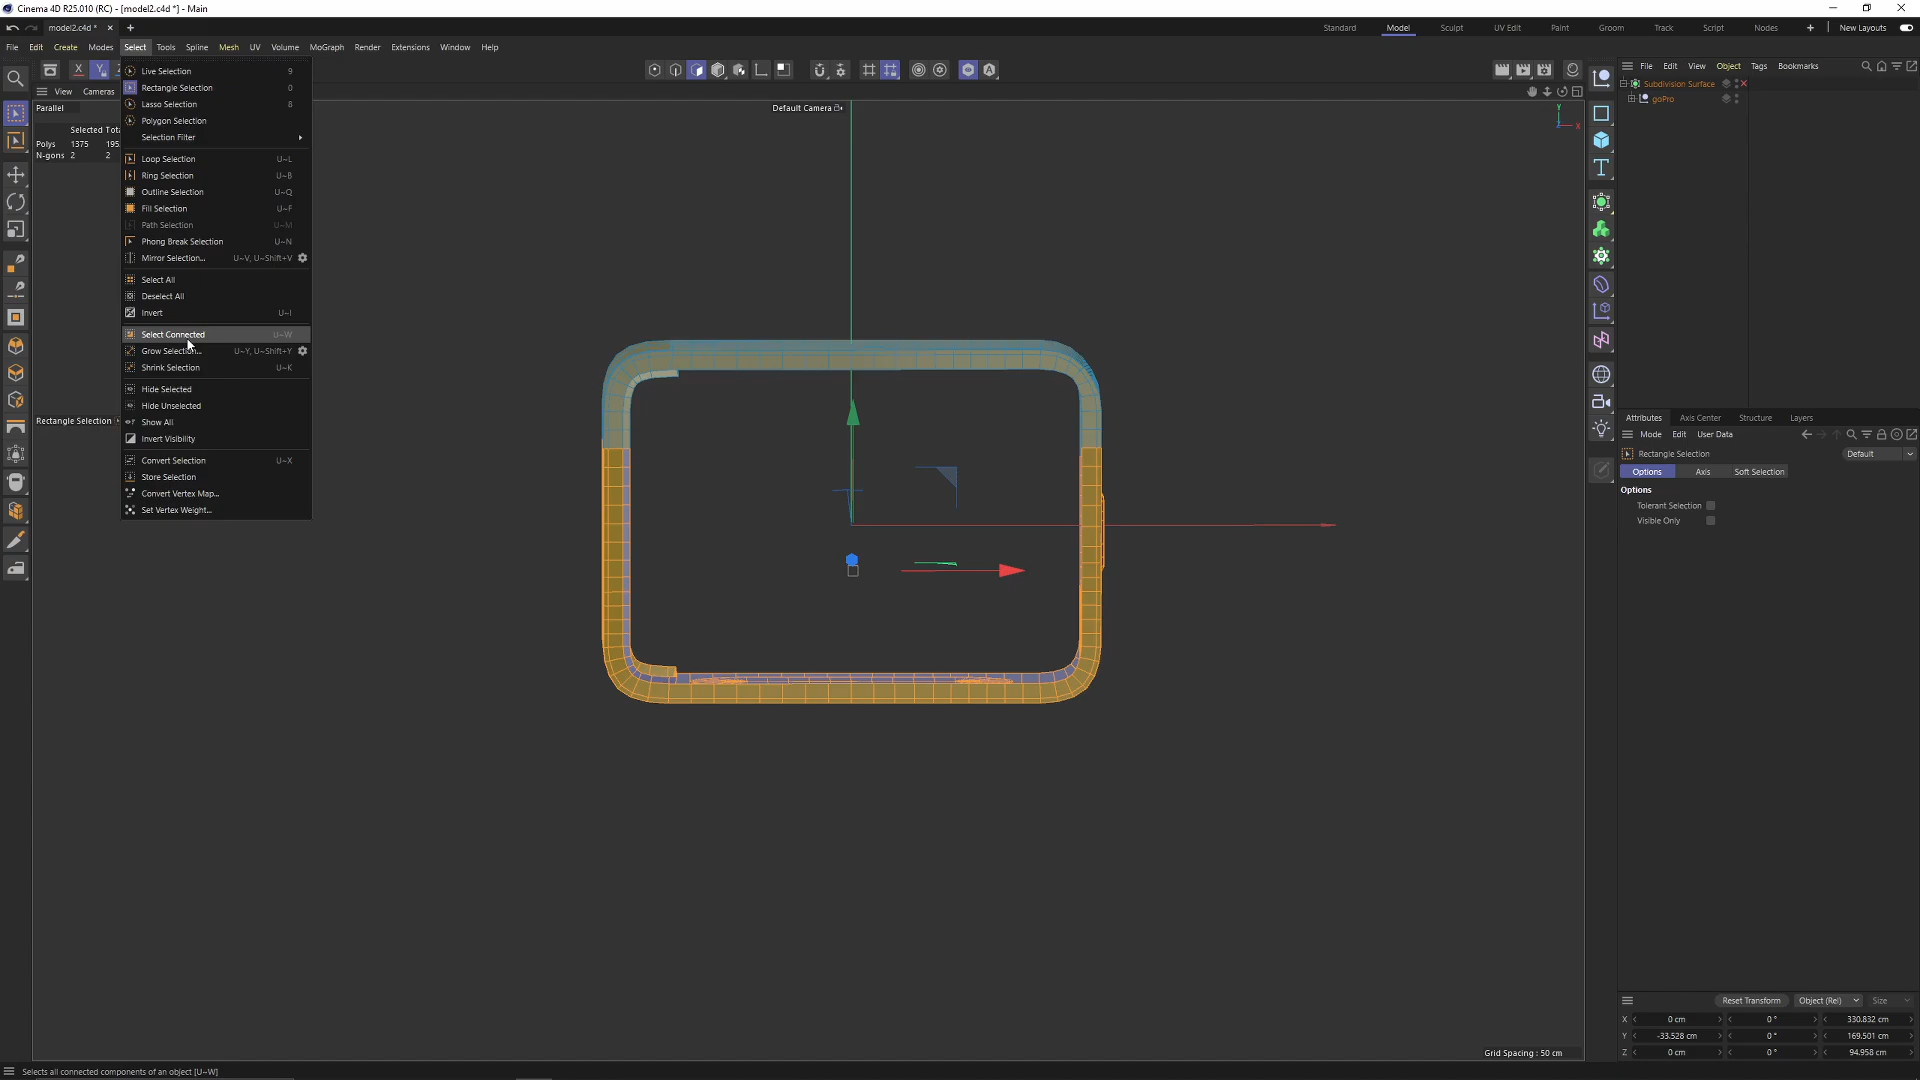 Cinema 4D R25.010 (RC) - [model2.c4d *] - Main
model2.c4d *
Standard Model Sculpt UV Edit Paint Groom Track Script Nodes New Layouts
File Edit Create Modes Select Tools Spline Mesh UV Volume MoGraph Render Extensions Window Help
X Y
View Cameras
Parallel
Default Camera
Selected Tota
Polys 1375 195
N-gons 2 2
Rectangle Selection
Live Selection 9
Rectangle Selection 0
Lasso Selection 8
Polygon Selection
Selection Filter
Loop Selection U~L
Ring Selection U~B
Outline Selection U~Q
Fill Selection U~F
Path Selection U~M
Phong Break Selection U~N
Mirror Selection... U~V, U~Shift+V
Select All
Deselect All
Invert U~I
Select Connected U~W
Grow Selection... U~Y, U~Shift+Y
Shrink Selection U~K
Hide Selected
Hide Unselected
Show All
Invert Visibility
Convert Selection U~X
Store Selection
Convert Vertex Map...
Set Vertex Weight...
Y
X
File Edit View Object Tags Bookmarks
Subdivision Surface
goPro
Attributes Axis Center Structure Layers
Mode Edit User Data
Rectangle Selection Default
Options Axis Soft Selection
Options
Tolerant Selection
Visible Only
Reset Transform Object (Rel) Size
X 0 cm 0 ° 330.832 cm
Y -33.528 cm 0 ° 169.501 cm
Z 0 cm 0 ° 94.958 cm
Grid Spacing : 50 cm
Selects all connected components of an object [U~W]